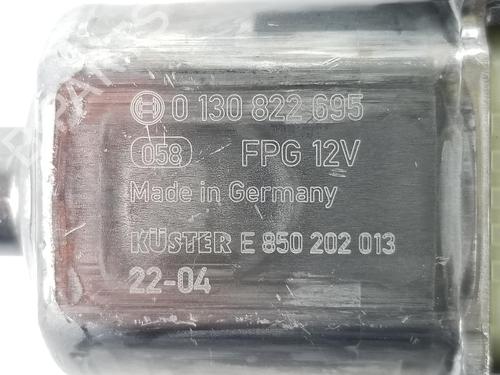 0 130 822 695
058 FPG 12V
Made in Germany
KÜSTER E 850 202 013
22-04